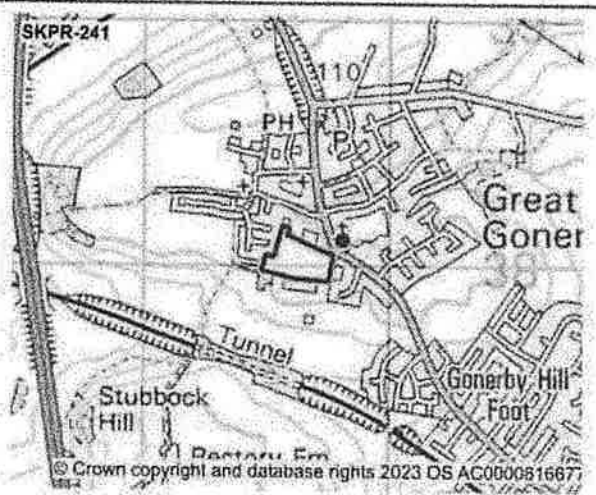 SKPR-241
110
PH
P
Great
Goner
39
Tunnel
Gonerby Hill
Foot
Stubbock
Hill
© Crown copyright and database rights 2023 OS AC0000816677